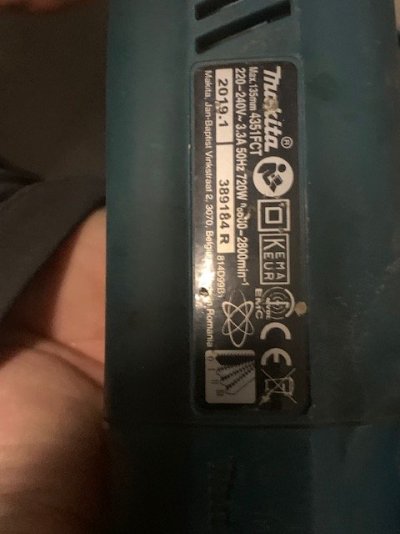 Makita®
Max.135mm 4351FCT
220-240V~ 3.3A 50Hz 720W n₀800-2800min⁻¹
2019.1 389184 R 814D99B
Makita, Jan-Baptist Vinkstraat 2, 3070, Belgium Romania
KEMA
KEUR
EMC
CE